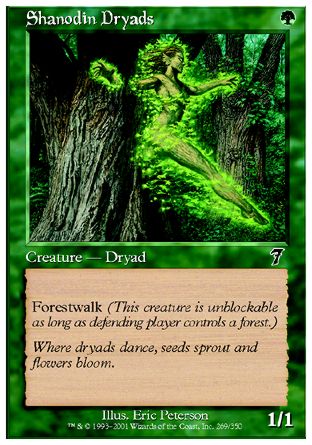 Shanodin Dryads
Creature — Dryad
7
Forestwalk (This creature is unblockable
as long as defending player controls a forest.)
Where dryads dance, seeds sprout and
flowers bloom.
Illus. Eric Peterson
™ & © 1993–2001 Wizards of the Coast, Inc. 269/350
1/1